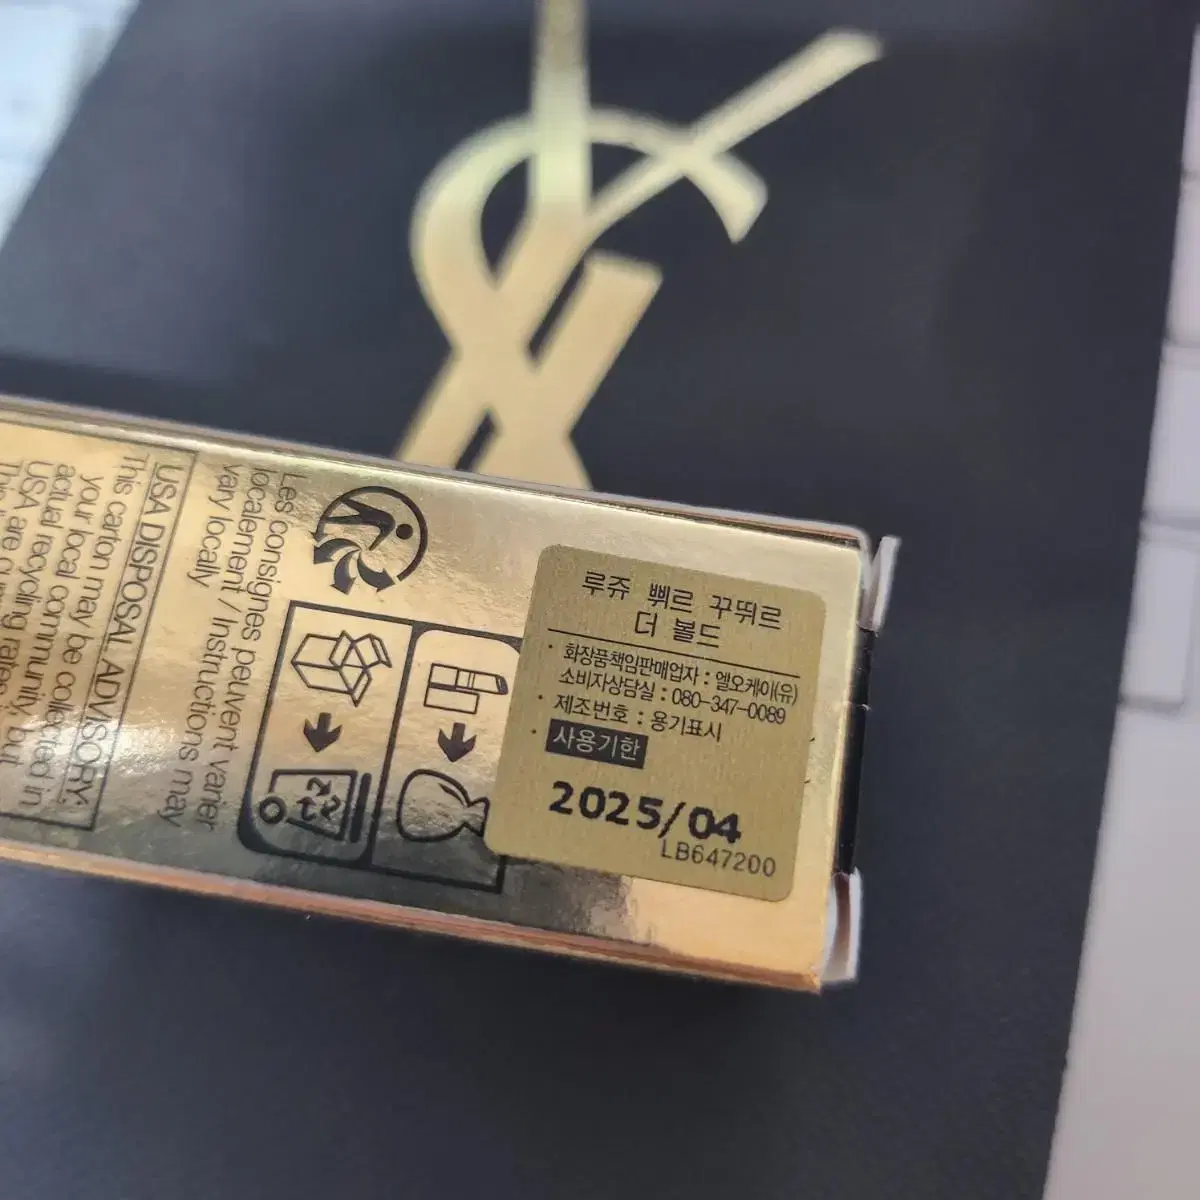 YSL
루쥬 쀠르 꾸뛰르
더 볼드
· 화장품책임판매업자 : 엘오케이(유)
소비자상담실 : 080-347-0089
· 제조번호 : 용기표시
· 사용기한
2025/04
LB647200
Les consignes peuvent varier
localement / Instructions may
vary locally
USA DISPOSAL ADVISORY:
This carton may be collected in
your local community, but
actual recycling rates in
USA are